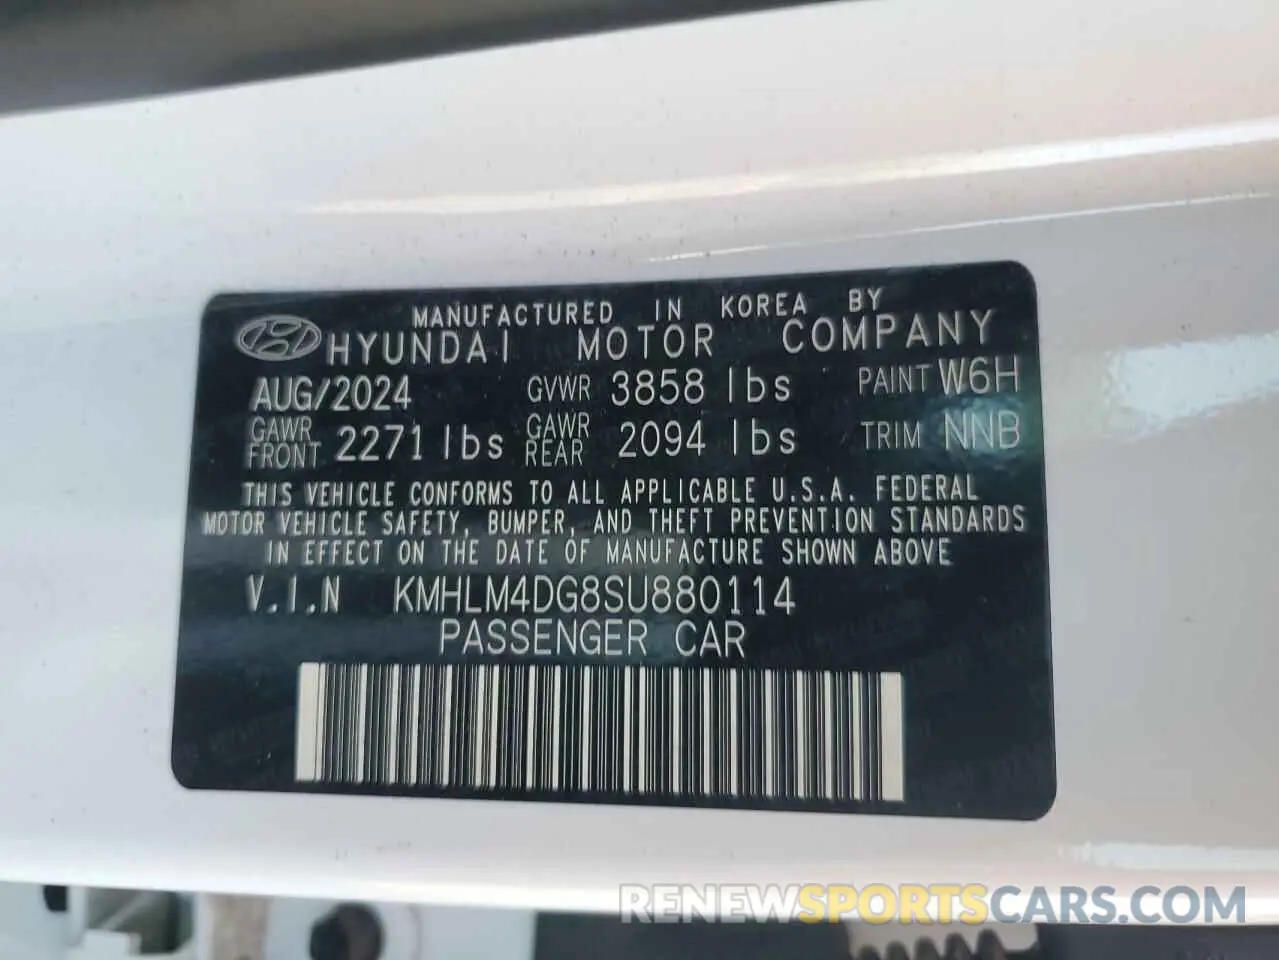 MANUFACTURED IN KOREA BY
HYUNDAI MOTOR COMPANY
AUG/2024 GVWR 3858 lbs PAINT W6H
GAWR FRONT 2271 lbs GAWR REAR 2094 lbs TRIM NNB
THIS VEHICLE CONFORMS TO ALL APPLICABLE U.S.A. FEDERAL
MOTOR VEHICLE SAFETY, BUMPER, AND THEFT PREVENTION STANDARDS
IN EFFECT ON THE DATE OF MANUFACTURE SHOWN ABOVE
V.I.N KMHLM4DG8SU880114
PASSENGER CAR
RENEWSPORTSCARS.COM